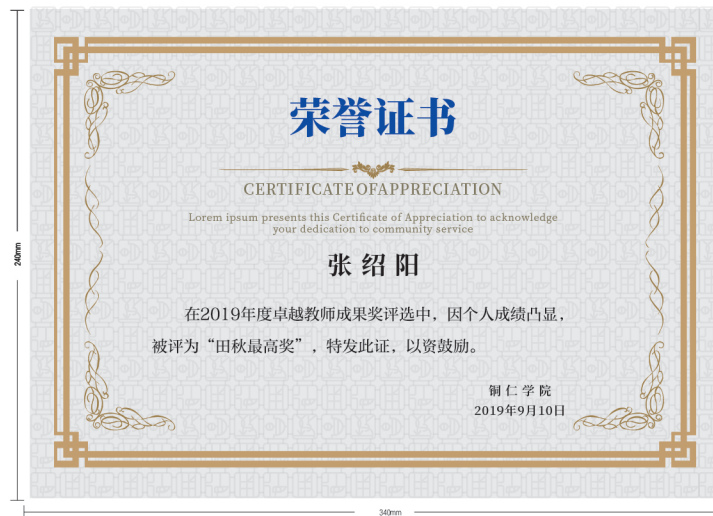 荣誉证书
CERTIFICATE OF APPRECIATION
Lorem ipsum presents this Certificate of Appreciation to acknowledge
your dedication to community service
张绍阳
在2019年度卓越教师成果奖评选中，因个人成绩凸显，
被评为“田秋最高奖”，特发此证，以资鼓励。
铜仁学院
2019年9月10日
240mm
340mm